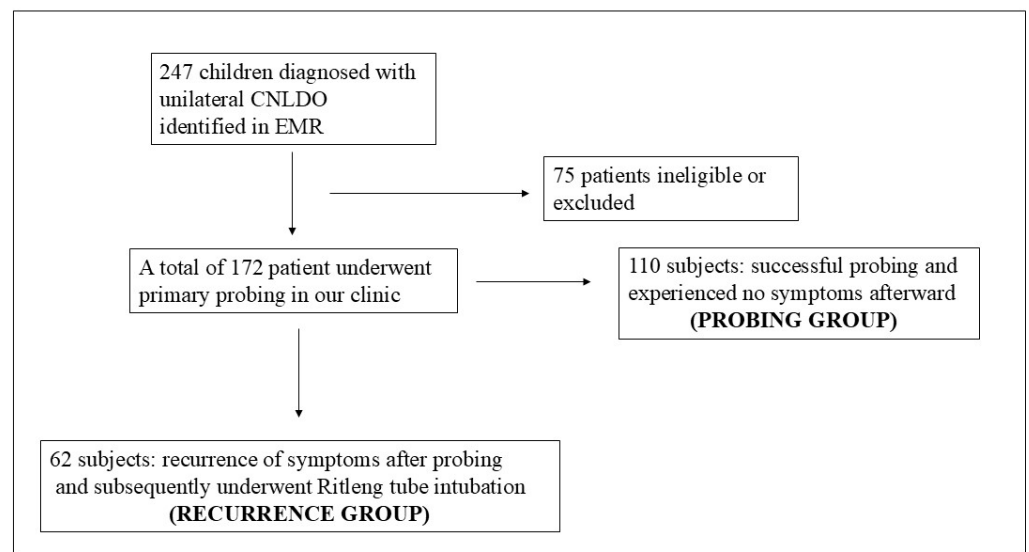 247 children diagnosed with
unilateral CNLDO
identified in EMR
75 patients ineligible or
excluded
A total of 172 patient underwent
primary probing in our clinic
110 subjects: successful probing and
experienced no symptoms afterward
(PROBING GROUP)
62 subjects: recurrence of symptoms after probing
and subsequently underwent Ritleng tube intubation
(RECURRENCE GROUP)